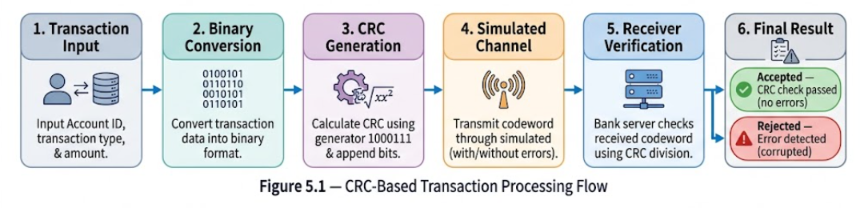 1. Transaction
Input
Input Account ID,
transaction type,
& amount.
2. Binary
Conversion
0100101
0110110
0010101
0110101
Convert transaction
data into binary
format.
3. CRC
Generation
√xx²
Calculate CRC using
generator 1000111
& append bits.
4. Simulated
Channel
Transmit codeword
through simulated
(with/without errors).
5. Receiver
Verification
Bank server checks
received codeword
using CRC division.
6. Final Result
Accepted —
CRC check passed
(no errors)
Rejected —
Error detected
(corrupted)
Figure 5.1 — CRC-Based Transaction Processing Flow